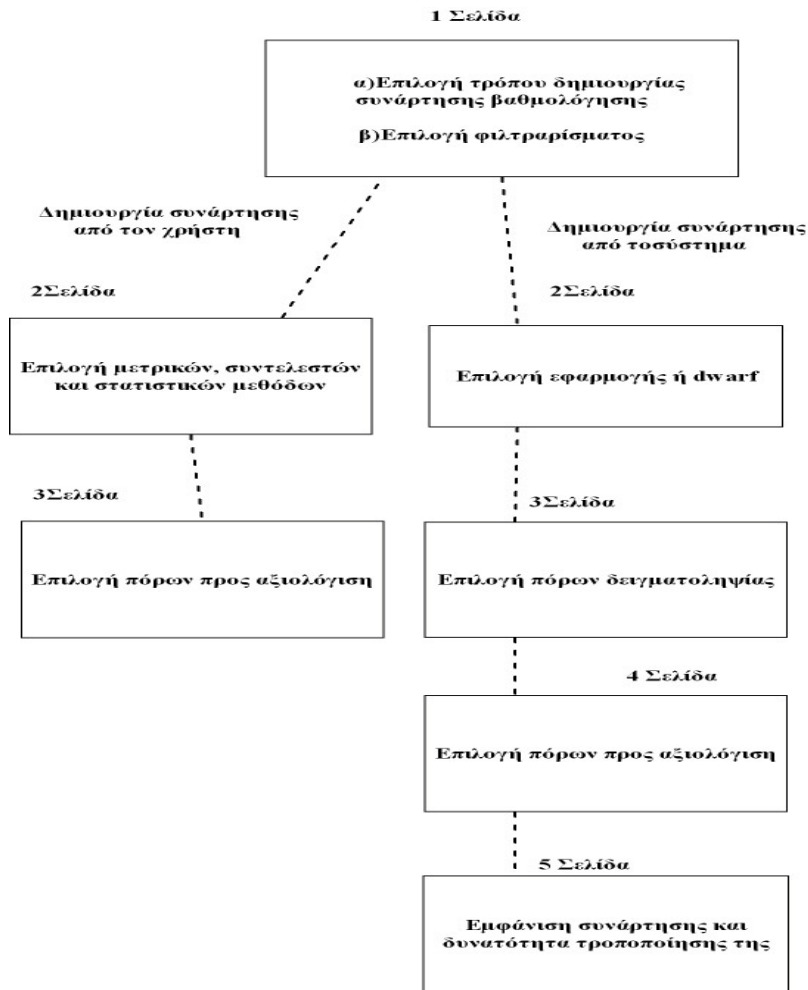 1 Σελίδα
α)Επιλογή τρόπου δημιουργίας
συνάρτησης βαθμολόγησης
β)Επιλογή φιλτραρίσματος
Δημιουργία συνάρτησης
από τον χρήστη
Δημιουργία συνάρτησης
από τοσύστημα
2Σελίδα
2Σελίδα
Επιλογή μετρικών, συντελεστών
και στατιστικών μεθόδων
Επιλογή εφαρμογής ή dwarf
3Σελίδα
3Σελίδα
Επιλογή πόρων προς αξιολόγιση
Επιλογή πόρων δειγματοληψίας
4 Σελίδα
Επιλογή πόρων προς αξιολόγιση
5 Σελίδα
Εμφάνιση συνάρτησης και
δυνατότητα τροποποίησης της